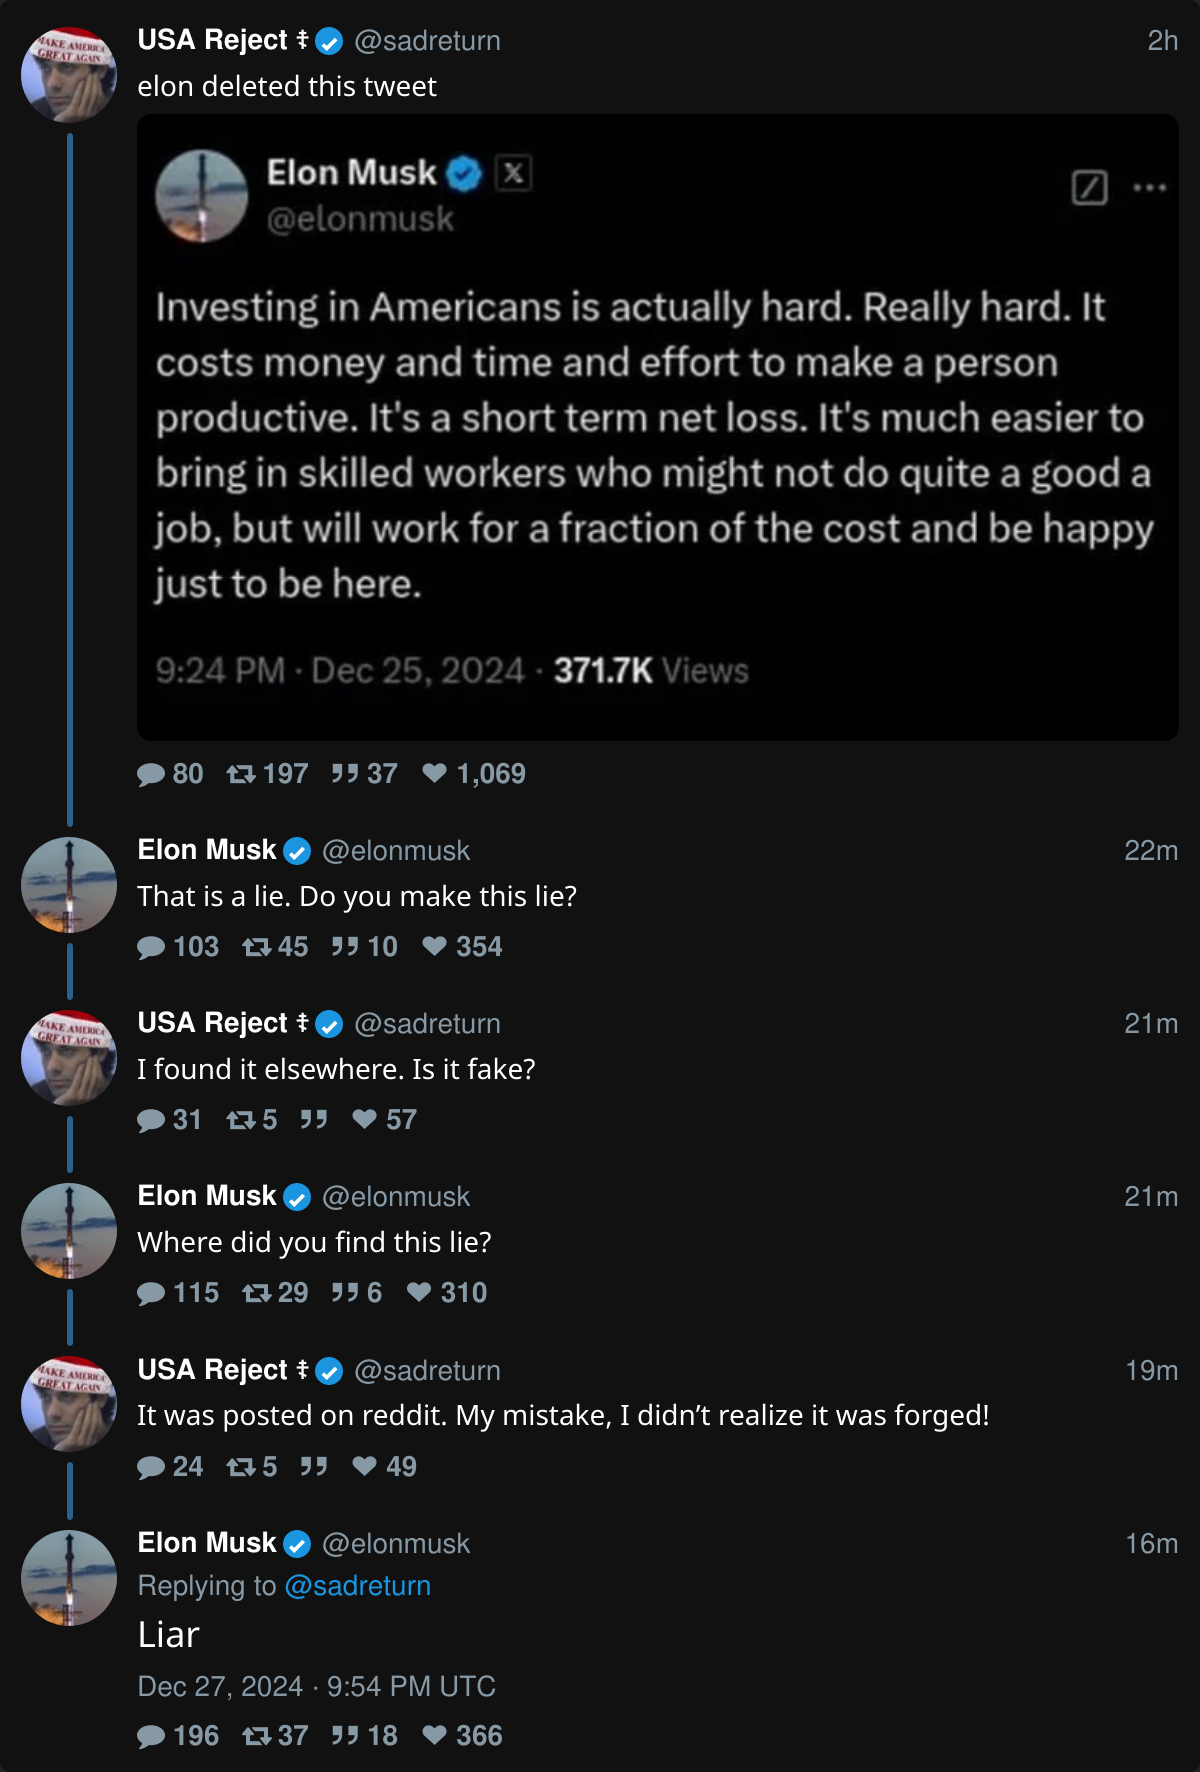 USA Reject ⚕ @sadreturn 2h
elon deleted this tweet
Elon Musk X
@elonmusk
Investing in Americans is actually hard. Really hard. It
costs money and time and effort to make a person
productive. It's a short term net loss. It's much easier to
bring in skilled workers who might not do quite a good a
job, but will work for a fraction of the cost and be happy
just to be here.
9:24 PM · Dec 25, 2024 · 371.7K Views
80 197 37 1,069
Elon Musk @elonmusk 22m
That is a lie. Do you make this lie?
103 45 10 354
USA Reject ⚕ @sadreturn 21m
I found it elsewhere. Is it fake?
31 5 57
Elon Musk @elonmusk 21m
Where did you find this lie?
115 29 6 310
USA Reject ⚕ @sadreturn 19m
It was posted on reddit. My mistake, I didn’t realize it was forged!
24 5 49
Elon Musk @elonmusk 16m
Replying to @sadreturn
Liar
Dec 27, 2024 · 9:54 PM UTC
196 37 18 366
MAKE AMERICA
GREAT AGAIN